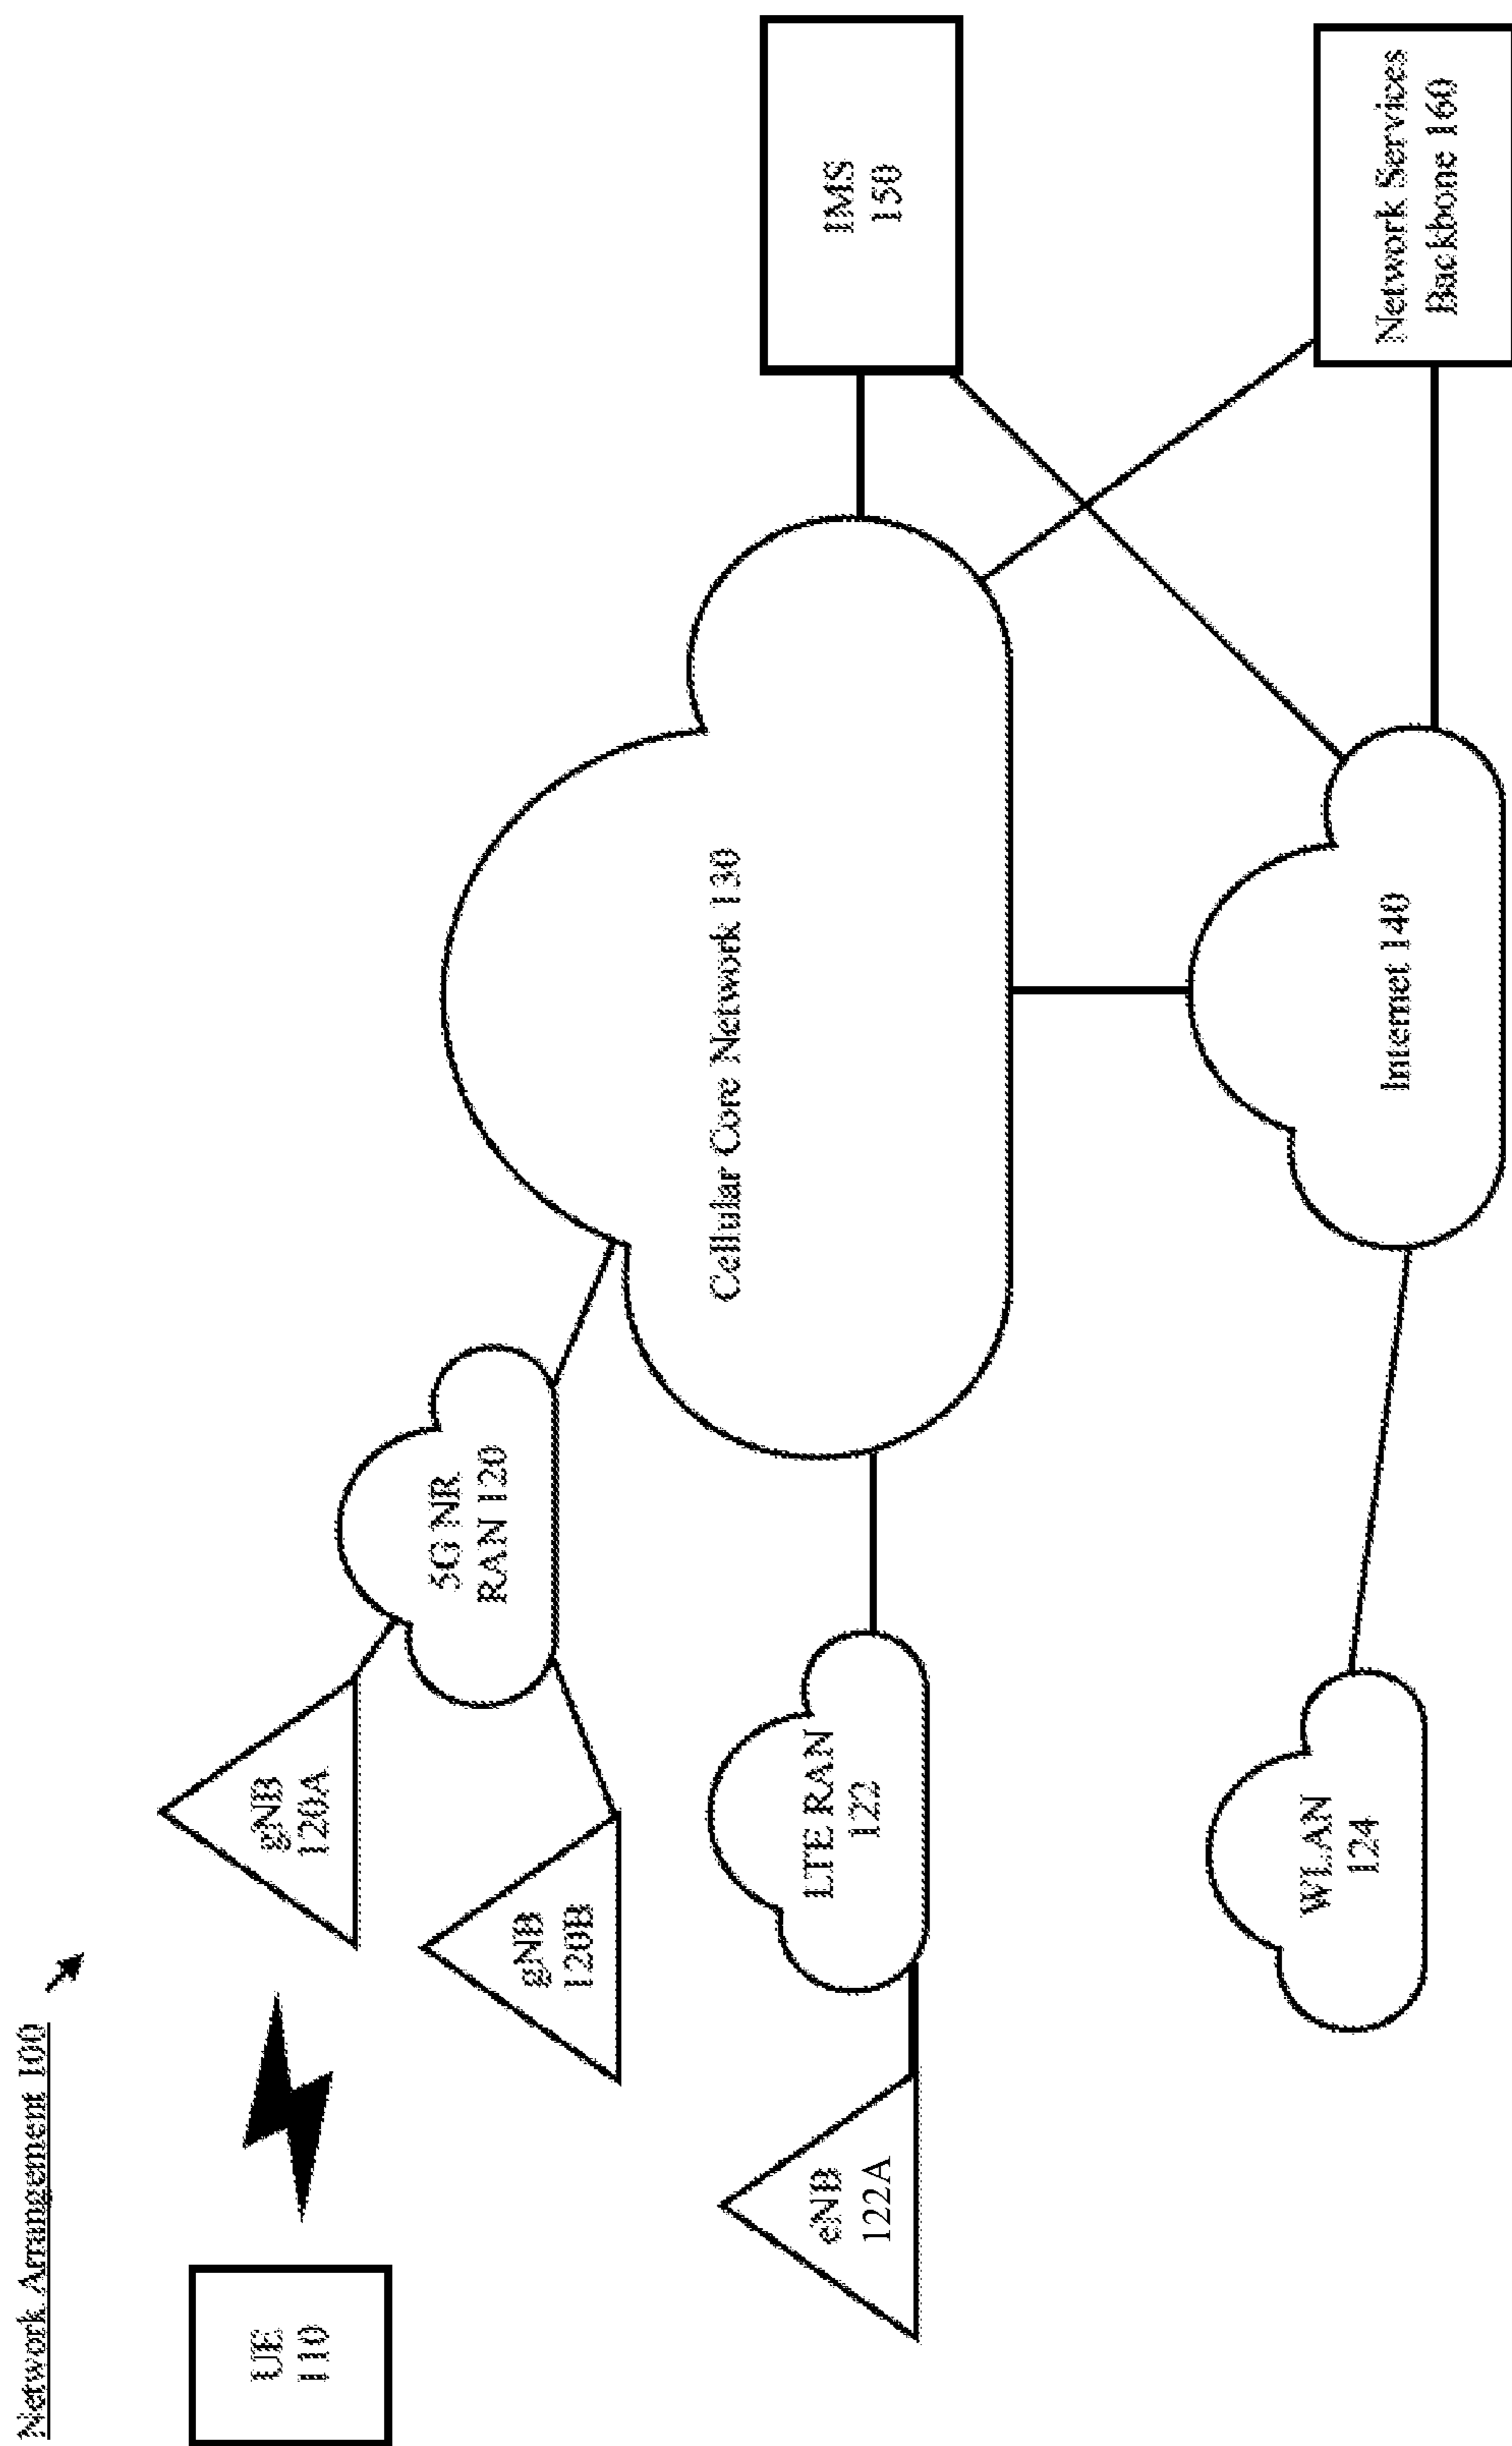 Network Arrangement 100
UE
110
gNB
120A
gNB
120B
5G NR
RAN 120
eNB
122A
LTE RAN
122
Cellular Core Network 130
IMS
150
WLAN
124
Internet 140
Network Services
Backbone 160